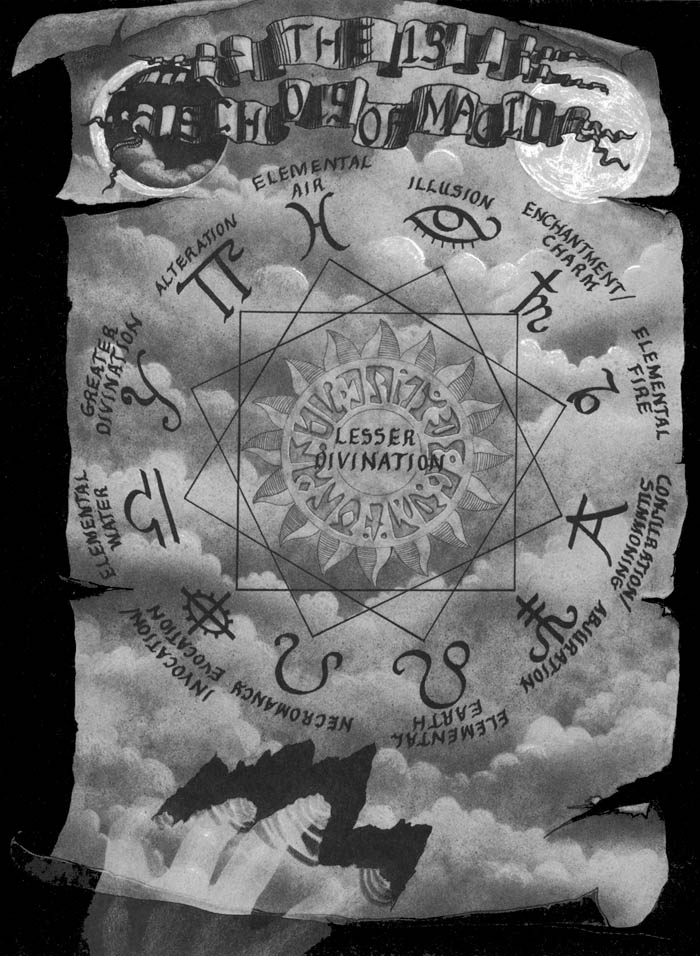 THE 13
SCHOOLS OF MAGIC
ELEMENTAL
AIR
ILLUSION
ENCHANTMENT/
CHARM
ELEMENTAL
FIRE
CONJURATION/
SUMMONING
ABJURATION
ELEMENTAL
EARTH
NECROMANCY
INVOCATION/
EVOCATION
ELEMENTAL
WATER
GREATER
DIVINATION
ALTERATION
LESSER
DIVINATION